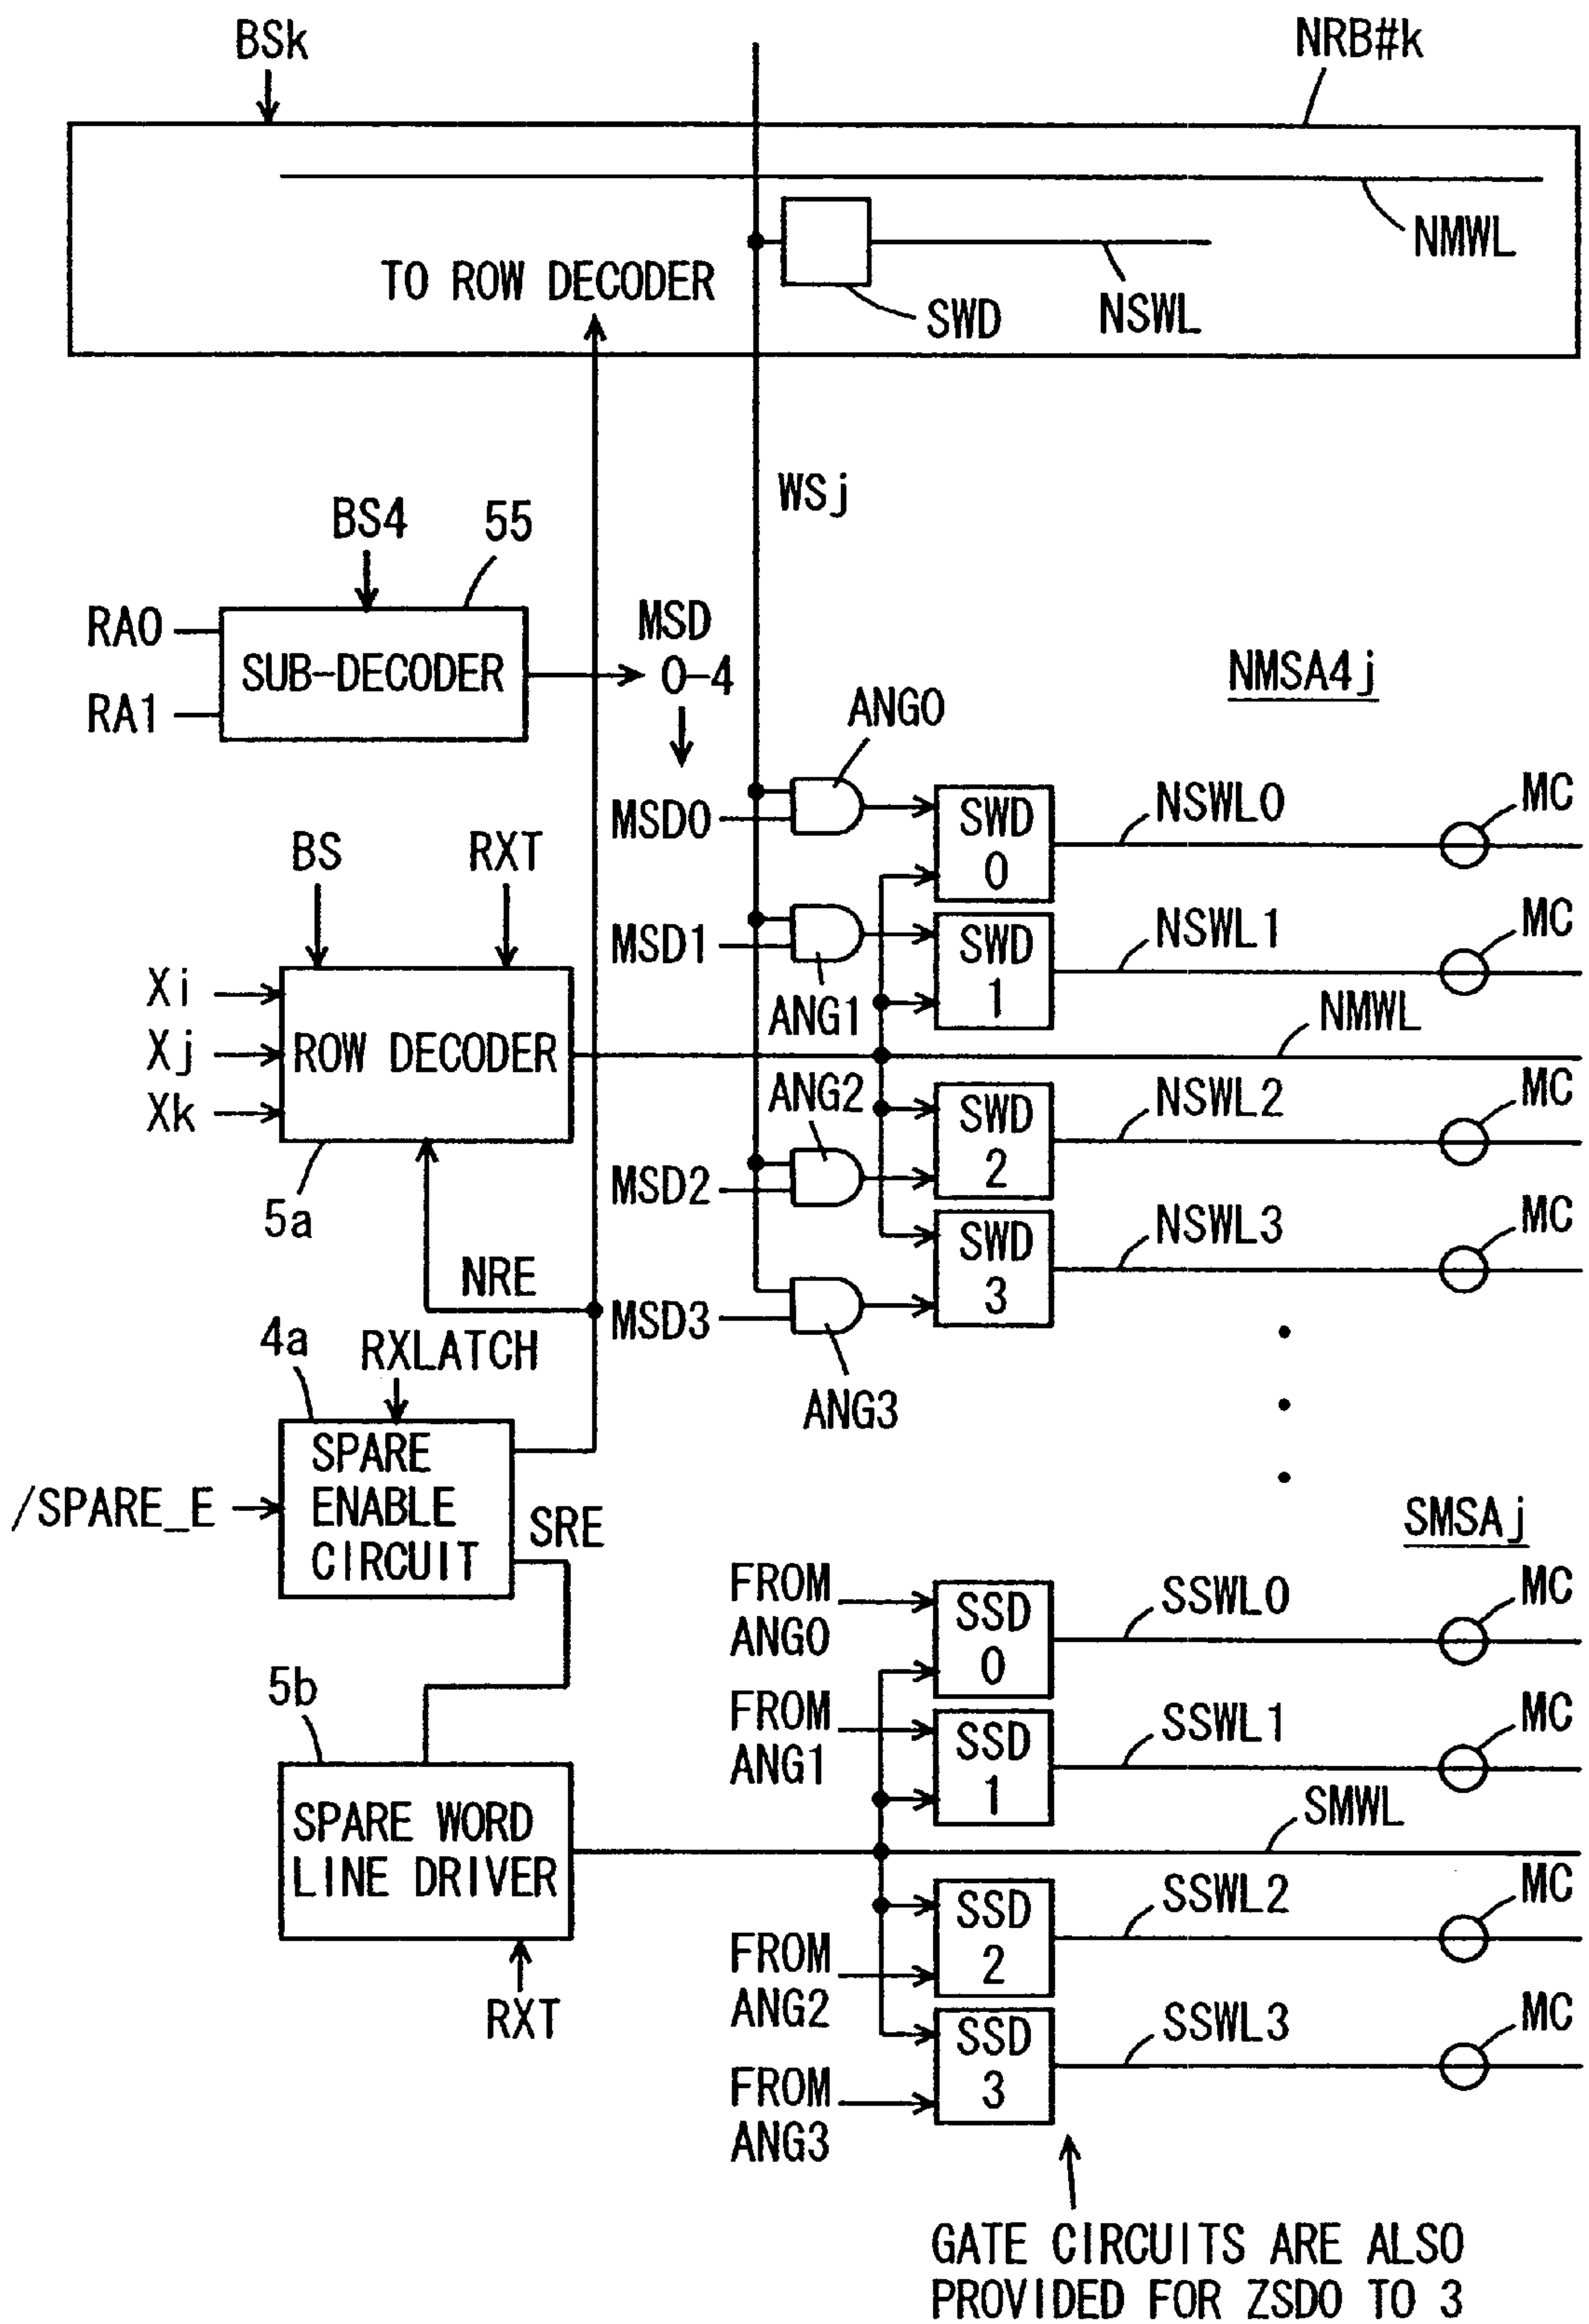 BSk
NRB#k
NMWL
TO ROW DECODER
SWD
NSWL
WSj
BS4
55
RA0
RA1
SUB-DECODER
MSD
0-4
NMSA4j
ANG0
MSD0
SWD
0
NSWL0
MC
BS
RXT
MSD1
ANG1
SWD
1
NSWL1
MC
Xi
Xj
Xk
ROW DECODER
5a
NMWL
ANG2
MSD2
SWD
2
NSWL2
MC
NRE
MSD3
ANG3
SWD
3
NSWL3
MC
4a
RXLATCH
/SPARE_E
SPARE
ENABLE
CIRCUIT
SRE
SMSAj
FROM
ANG0
SSD
0
SSWL0
MC
5b
FROM
ANG1
SSD
1
SSWL1
MC
SPARE WORD
LINE DRIVER
SMWL
RXT
FROM
ANG2
SSD
2
SSWL2
MC
FROM
ANG3
SSD
3
SSWL3
MC
GATE CIRCUITS ARE ALSO
PROVIDED FOR ZSD0 TO 3